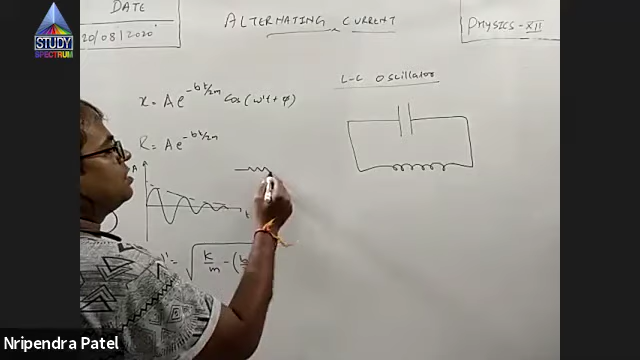 DATE
20/08/2020
STUDY
SPECTRUM
ALTERNATING CURRENT
PHYSICS-XII
L-C Oscillator
x = Ae^-bt/2m cos(w't + φ)
R = Ae^-bt/2m
A
t
= √ k/m - (b/
Nripendra Patel